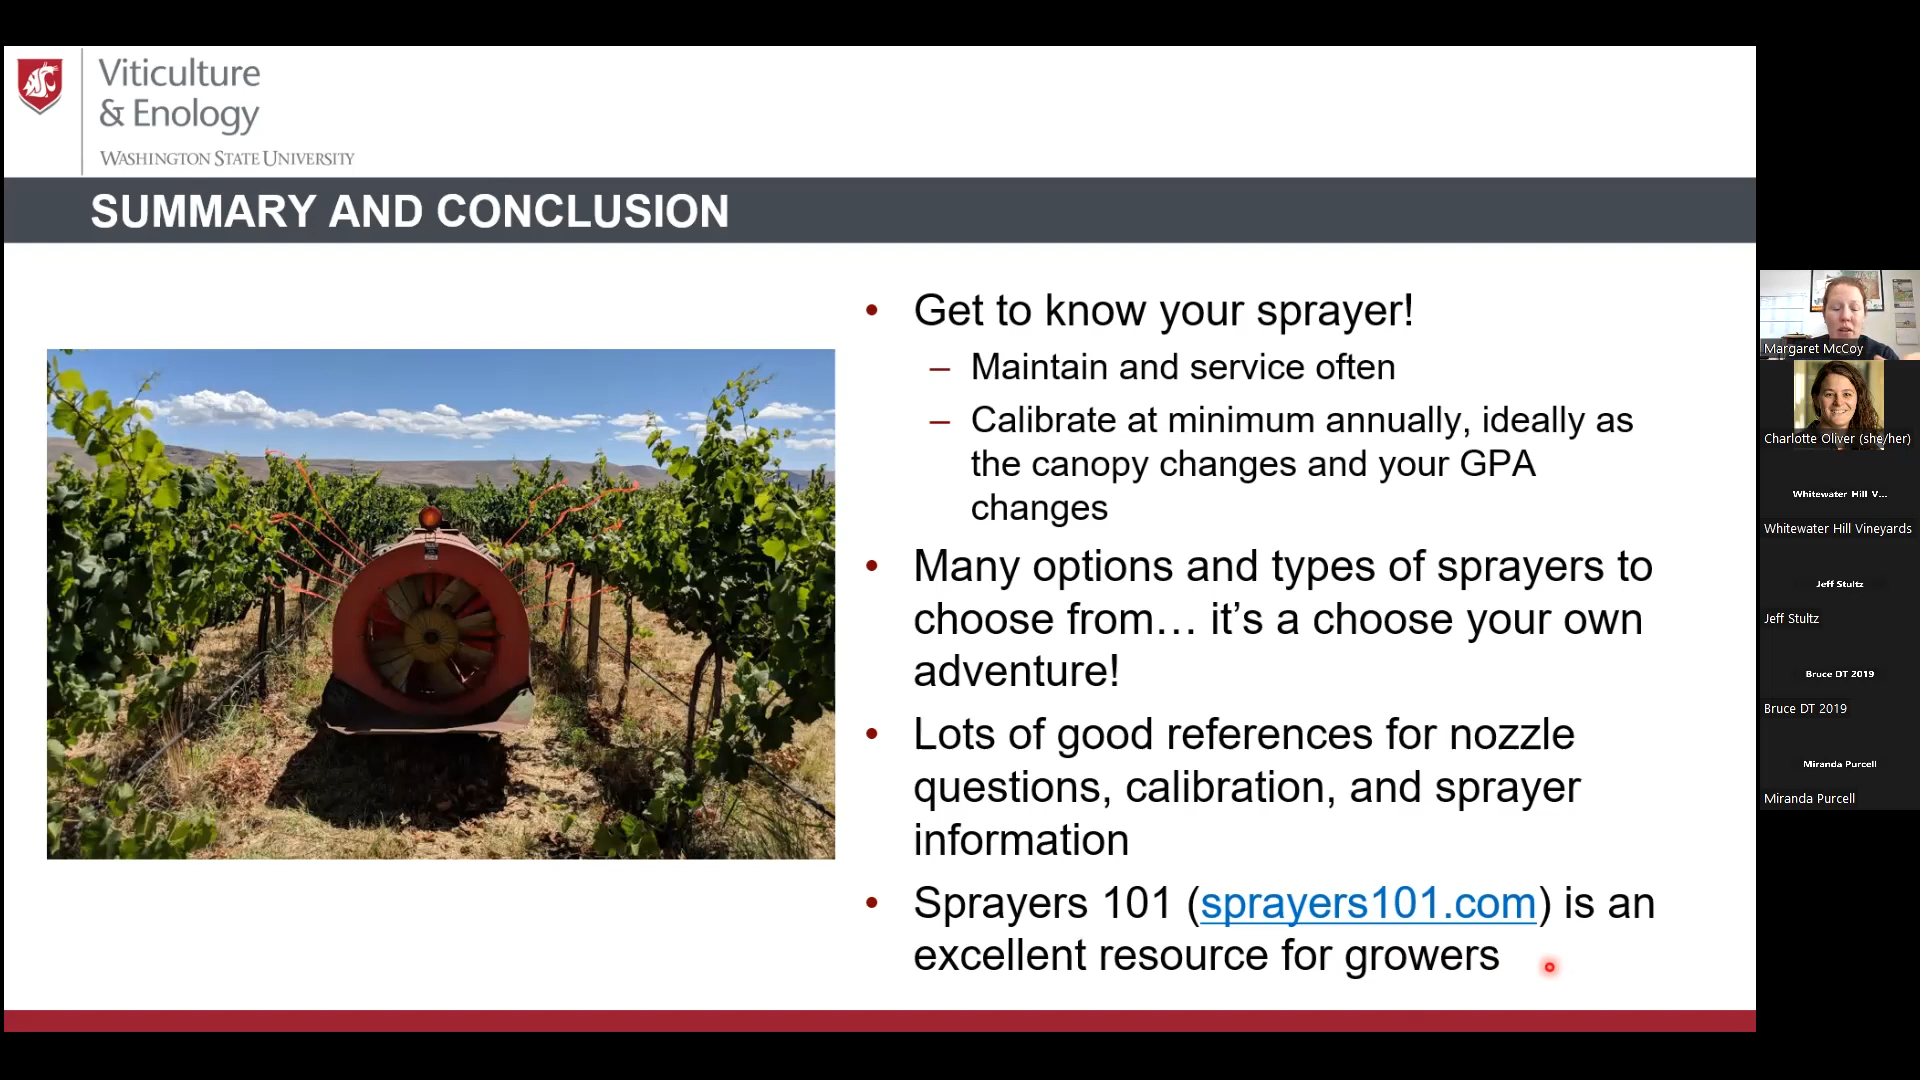 Viticulture
& Enology
WASHINGTON STATE UNIVERSITY
SUMMARY AND CONCLUSION
• Get to know your sprayer!
– Maintain and service often
– Calibrate at minimum annually, ideally as
the canopy changes and your GPA
changes
• Many options and types of sprayers to
choose from… it’s a choose your own
adventure!
• Lots of good references for nozzle
questions, calibration, and sprayer
information
• Sprayers 101 (sprayers101.com) is an
excellent resource for growers
Margaret McCoy
Charlotte Oliver (she/her)
Whitewater Hill V...
Whitewater Hill Vineyards
Jeff Stultz
Jeff Stultz
Bruce DT 2019
Bruce DT 2019
Miranda Purcell
Miranda Purcell